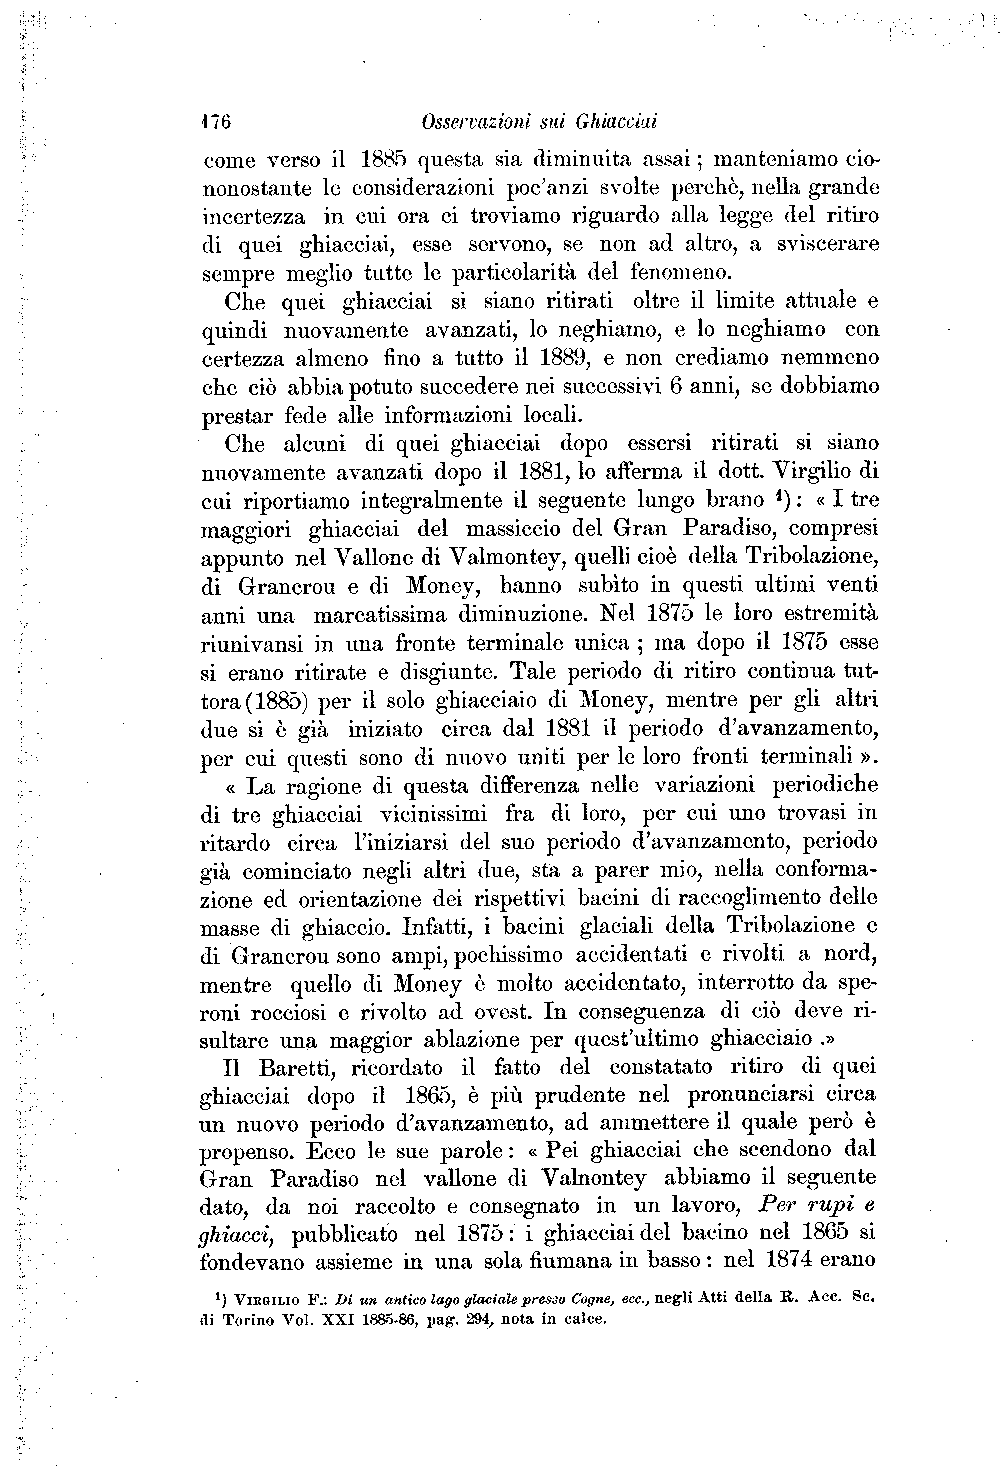 176 Osservazioni sui Ghiacciai
come verso il 1885 questa sia diminuita assai ; manteniamo cio-
nonostante le considerazioni poc'anzi svolte perchè, nella grande
incertezza in cui ora ci troviamo riguardo alla legge del ritiro
di quei ghiacciai, esse servono, se non ad altro, a sviscerare
sempre meglio tutte le particolarità del fenomeno.
Che quei ghiacciai si siano ritirati oltre il limite attuale e
quindi nuovamente avanzati, lo neghiamo, e lo neghiamo con
certezza almeno fino a tutto il 1889, e non crediamo nemmeno
che ciò abbia potuto succedere nei successivi 6 anni, se dobbiamo
prestar fede alle informazioni locali.
Che alcuni di quei ghiacciai dopo essersi ritirati si siano
nuovamente avanzati dopo il 1881, lo afferma il dott. Virgilio di
cui riportiamo integralmente il seguente lungo brano ¹) : « I tre
maggiori ghiacciai del massiccio del Gran Paradiso, compresi
appunto nel Vallone di Valmontey, quelli cioè della Tribolazione,
di Grancrou e di Money, hanno subìto in questi ultimi venti
anni una marcatissima diminuzione. Nel 1875 le loro estremità
riunivansi in una fronte terminale unica ; ma dopo il 1875 esse
si erano ritirate e disgiunte. Tale periodo di ritiro continua tut-
tora (1885) per il solo ghiacciaio di Money, mentre per gli altri
due si è già iniziato circa dal 1881 il periodo d'avanzamento,
per cui questi sono di nuovo uniti per le loro fronti terminali ».
« La ragione di questa differenza nelle variazioni periodiche
di tre ghiacciai vicinissimi fra di loro, per cui uno trovasi in
ritardo circa l'iniziarsi del suo periodo d'avanzamento, periodo
già cominciato negli altri due, sta a parer mio, nella conforma-
zione ed orientazione dei rispettivi bacini di raccoglimento delle
masse di ghiaccio. Infatti, i bacini glaciali della Tribolazione e
di Grancrou sono ampi, pochissimo accidentati e rivolti a nord,
mentre quello di Money è molto accidentato, interrotto da spe-
roni rocciosi e rivolto ad ovest. In conseguenza di ciò deve ri-
sultare una maggior ablazione per quest'ultimo ghiacciaio .»
Il Baretti, ricordato il fatto del constatato ritiro di quei
ghiacciai dopo il 1865, è più prudente nel pronunciarsi circa
un nuovo periodo d'avanzamento, ad ammettere il quale però è
propenso. Ecco le sue parole : « Pei ghiacciai che scendono dal
Gran Paradiso nel vallone di Valnontey abbiamo il seguente
dato, da noi raccolto e consegnato in un lavoro, Per rupi e
ghiacci, pubblicato nel 1875 : i ghiacciai del bacino nel 1865 si
fondevano assieme in una sola fiumana in basso : nel 1874 erano
¹) VIRGILIO F.: Di un antico lago glaciale presso Cogne, ecc., negli Atti della R. Acc. Sc.
di Torino Vol. XXI 1885-86, pag. 294, nota in calce.